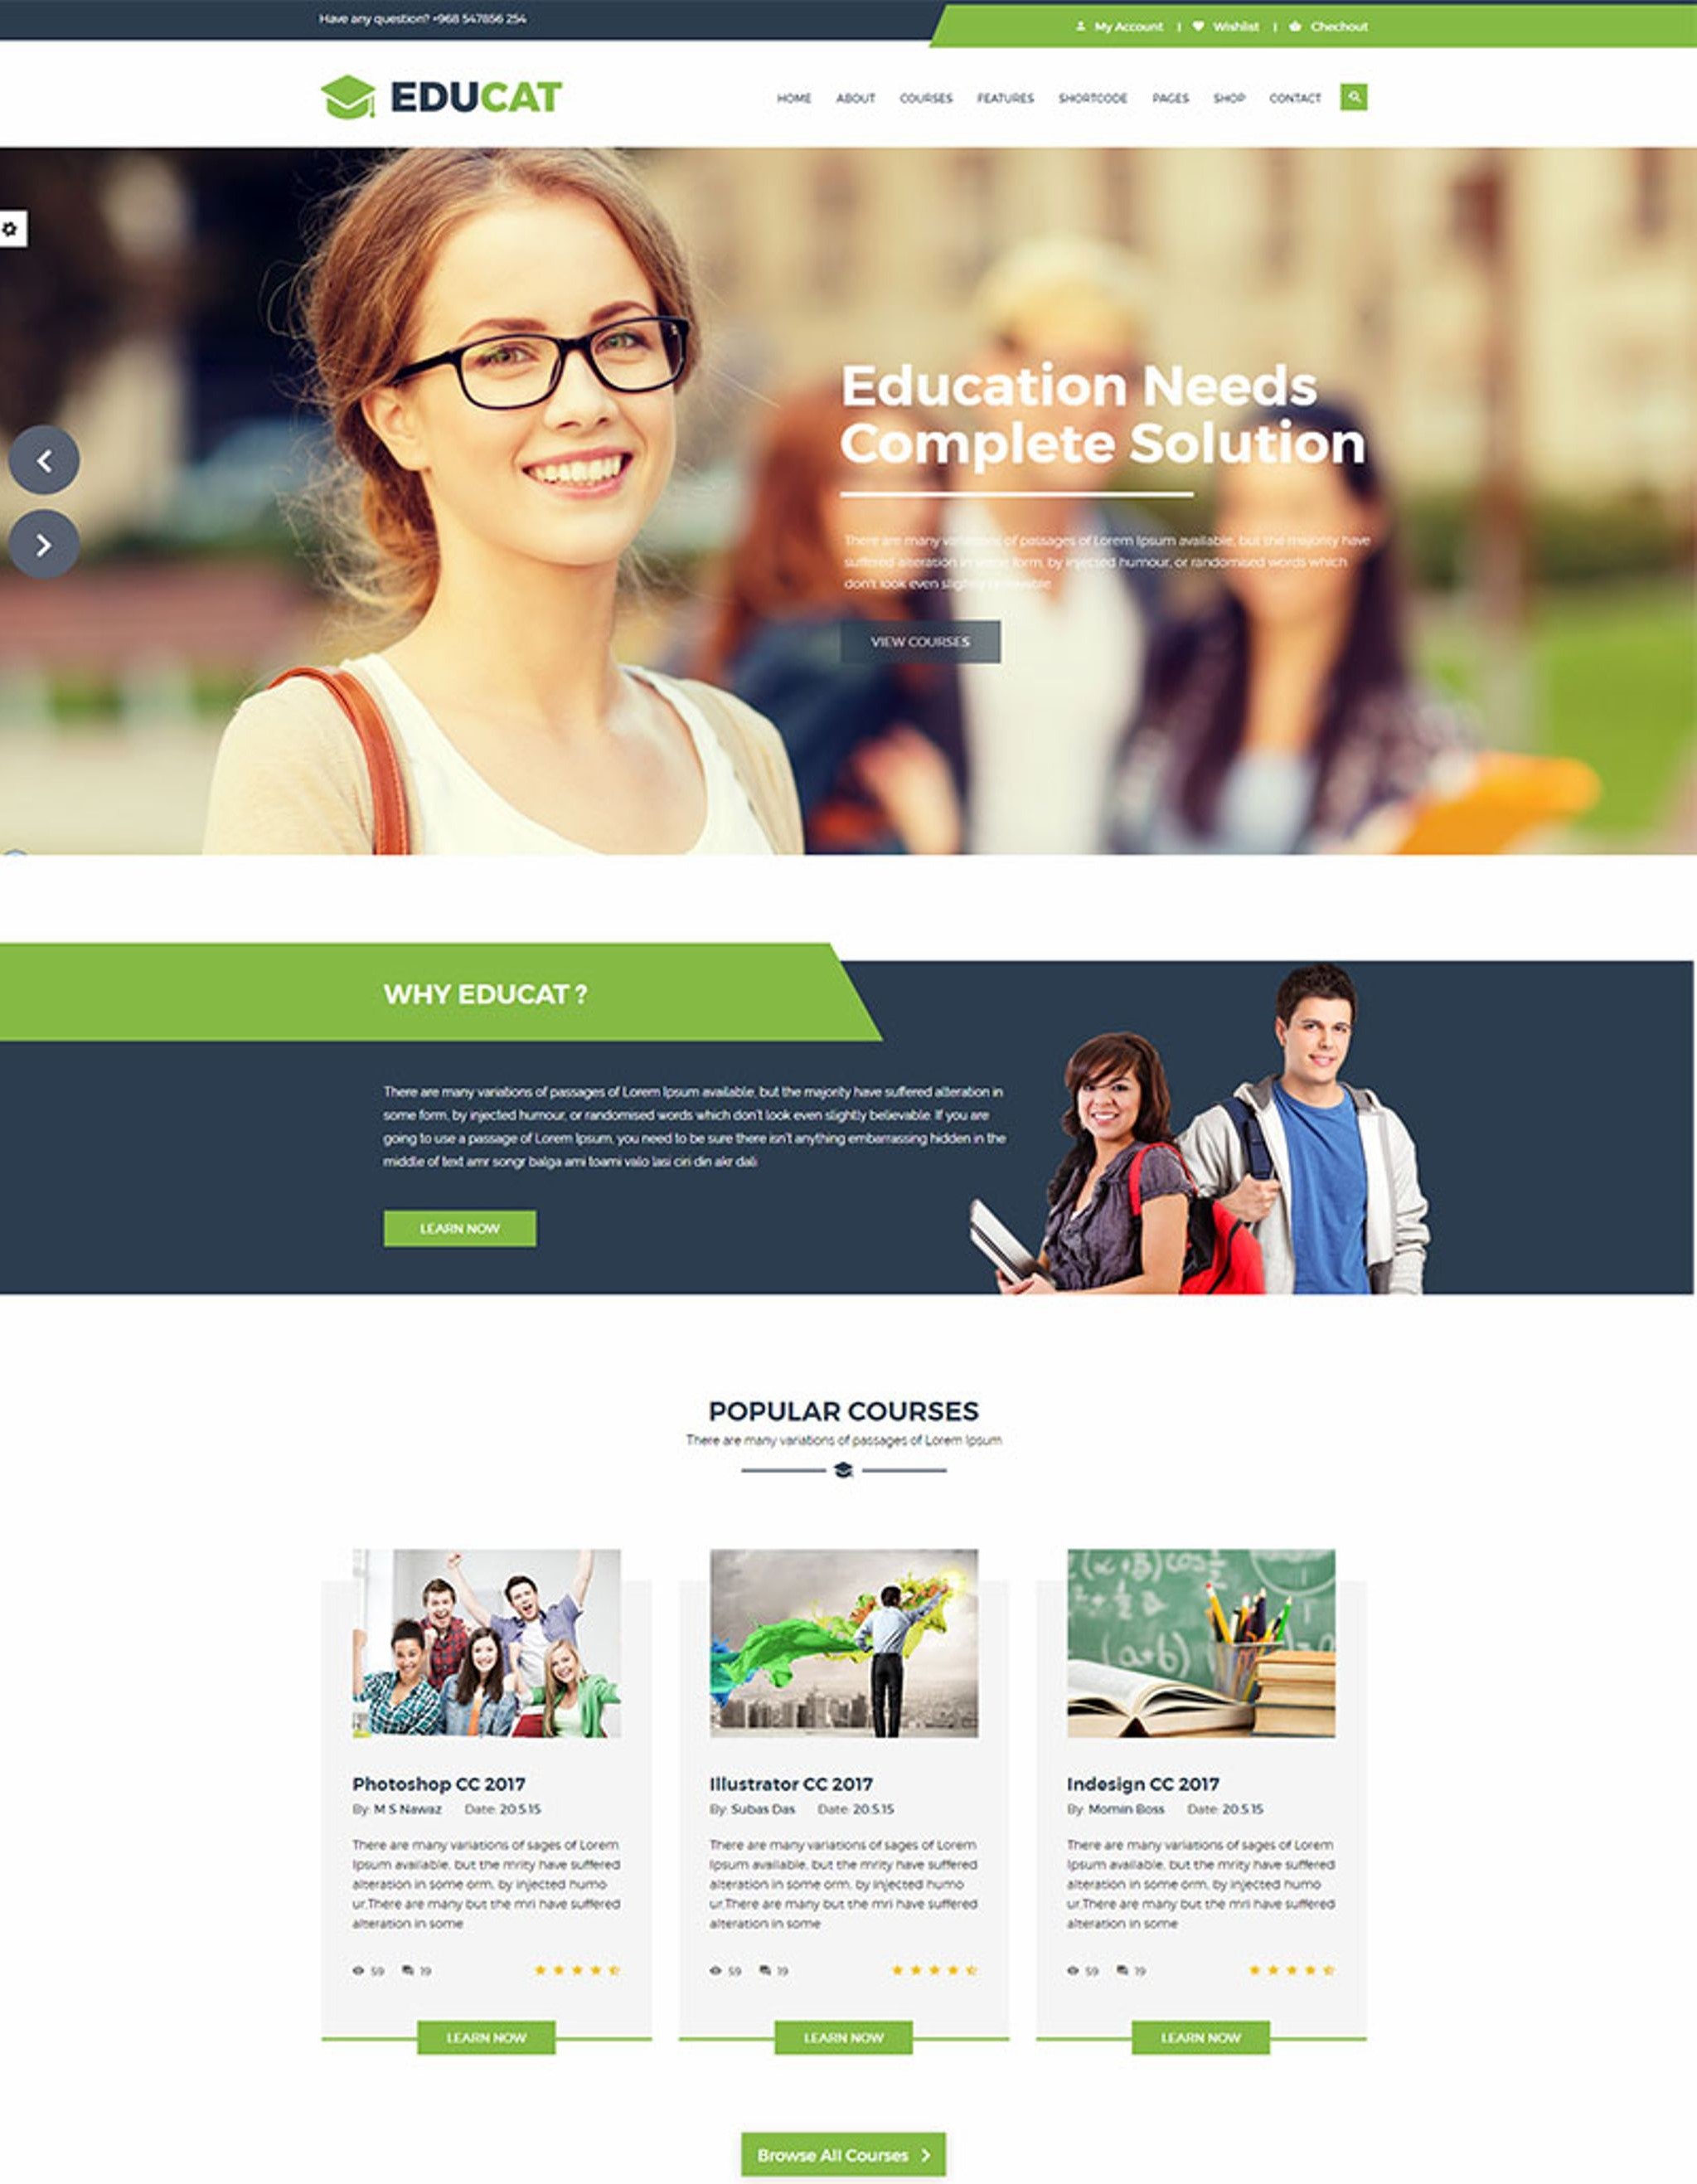 Have any question? +968 547856 254
My Account | Wishlist | Chechout
EDUCAT
HOME ABOUT COURSES FEATURES SHORTCODE PAGES SHOP CONTACT
Education Needs
Complete Solution
There are many variations of passages of Lorem Ipsum available, but the majority have
suffered alteration in some form, by injected humour, or randomised words which
don't look even slightly believable
VIEW COURSES
WHY EDUCAT ?
There are many variations of passages of Lorem Ipsum available, but the majority have suffered alteration in
some form, by injected humour, or randomised words which don't look even slightly believable. If you are
going to use a passage of Lorem Ipsum, you need to be sure there isn't anything embarrassing hidden in the
middle of text amr songr balga ami toami valo lasi ciri din akr dali
LEARN NOW
POPULAR COURSES
There are many variations of passages of Lorem Ipsum
Photoshop CC 2017
By: M S Nawaz Date: 20.5.15
There are many variations of sages of Lorem
Ipsum available, but the mrity have suffered
alteration in some orm, by injected humo
ur.There are many but the mri have suffered
alteration in some
59 19
LEARN NOW
Illustrator CC 2017
By: Subas Das Date: 20.5.15
There are many variations of sages of Lorem
Ipsum available, but the mrity have suffered
alteration in some orm, by injected humo
ur.There are many but the mri have suffered
alteration in some
59 19
LEARN NOW
Indesign CC 2017
By: Momin Boss Date: 20.5.15
There are many variations of sages of Lorem
Ipsum available, but the mrity have suffered
alteration in some orm, by injected humo
ur.There are many but the mri have suffered
alteration in some
59 19
LEARN NOW
Browse All Courses